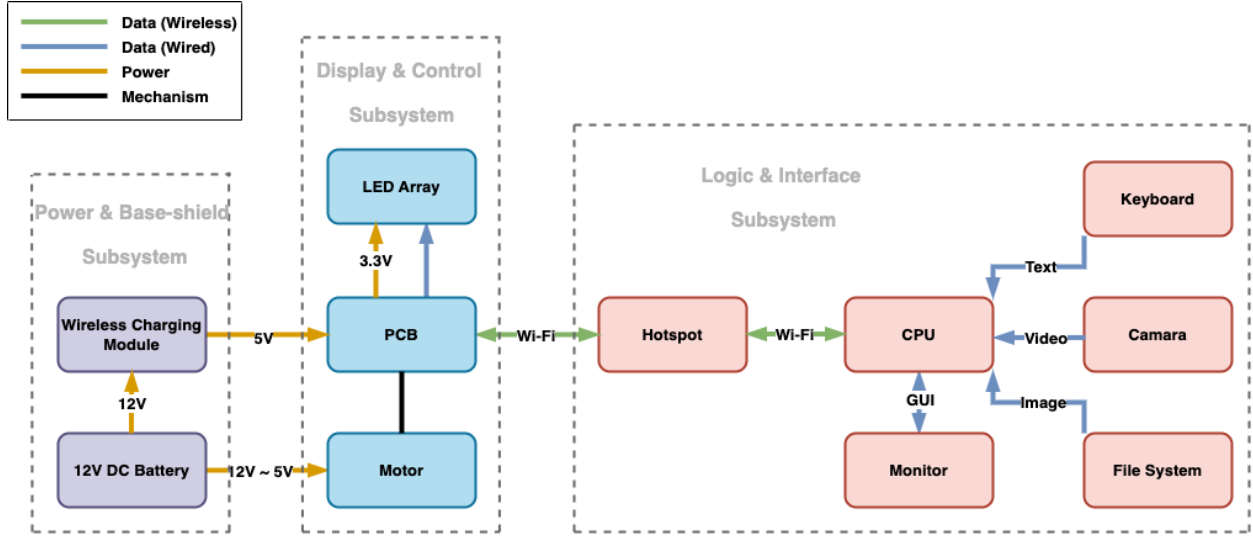 Data (Wireless)
Data (Wired)
Power
Mechanism
Display & Control
Subsystem
LED Array
3.3V
Power & Base-shield
Subsystem
Wireless Charging
Module
5V
PCB
12V
12V DC Battery
12V ~ 5V
Motor
Logic & Interface
Subsystem
Wi-Fi
Hotspot
Wi-Fi
CPU
GUI
Monitor
Keyboard
Text
Video
Camara
Image
File System